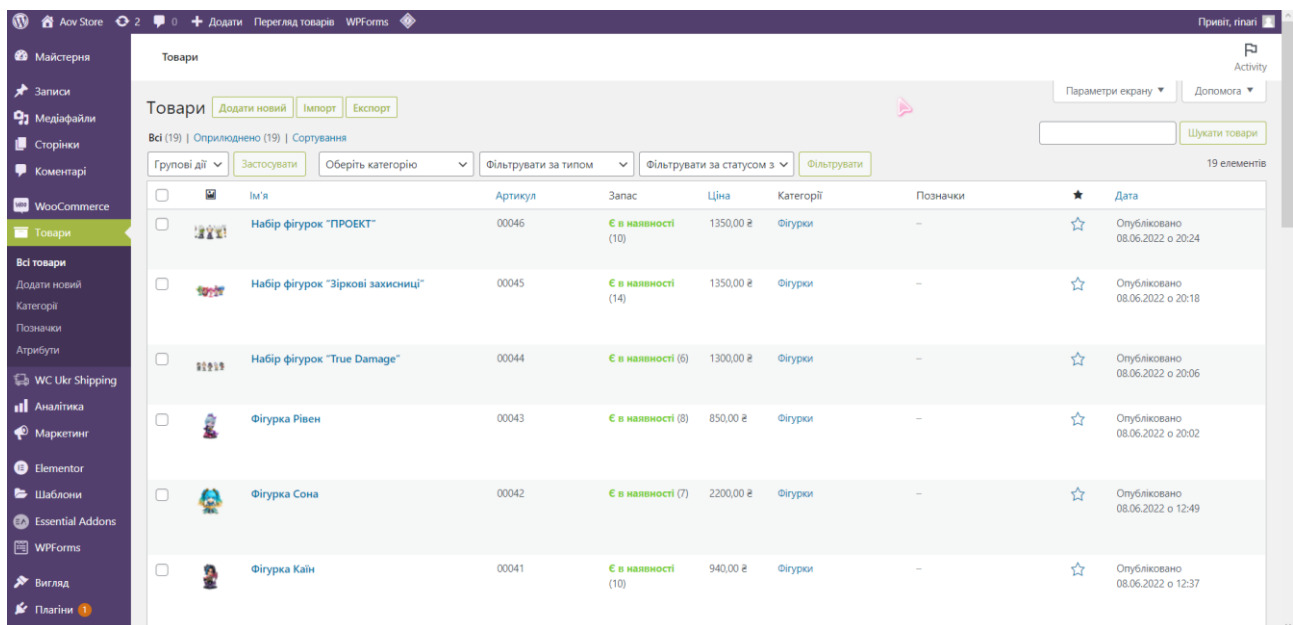 Aov Store 2 0 Додати Перегляд товарів WPForms Привіт, rinari
Майстерня
Записи
Медіафайли
Сторінки
Коментарі
WooCommerce
Товари
Всі товари
Додати новий
Категорії
Позначки
Атрибути
WC Ukr Shipping
Аналітика
Маркетинг
Elementor
Шаблони
Essential Addons
WPForms
Вигляд
Плагіни 1
Товари
Activity
Параметри екрану ▼ Допомога ▼
Товари Додати новий Імпорт Експорт
Всі (19) | Оприлюднено (19) | Сортування
Шукати товари
Групові дії Застосувати Оберіть категорію Фільтрувати за типом Фільтрувати за статусом з Фільтрувати 19 елементів
Ім'я Артикул Запас Ціна Категорії Позначки ★ Дата
Набір фігурок "ПРОЕКТ" 00046 Є в наявності 1350,00 ₴ Фігурки – Опубліковано
(10) 08.06.2022 о 20:24
Набір фігурок "Зіркові захисниці" 00045 Є в наявності 1350,00 ₴ Фігурки – Опубліковано
(14) 08.06.2022 о 20:18
Набір фігурок "True Damage" 00044 Є в наявності (6) 1300,00 ₴ Фігурки – Опубліковано
08.06.2022 о 20:06
Фігурка Рівен 00043 Є в наявності (8) 850,00 ₴ Фігурки – Опубліковано
08.06.2022 о 20:02
Фігурка Сона 00042 Є в наявності (7) 2200,00 ₴ Фігурки – Опубліковано
08.06.2022 о 12:49
Фігурка Каїн 00041 Є в наявності 940,00 ₴ Фігурки – Опубліковано
(10) 08.06.2022 о 12:37